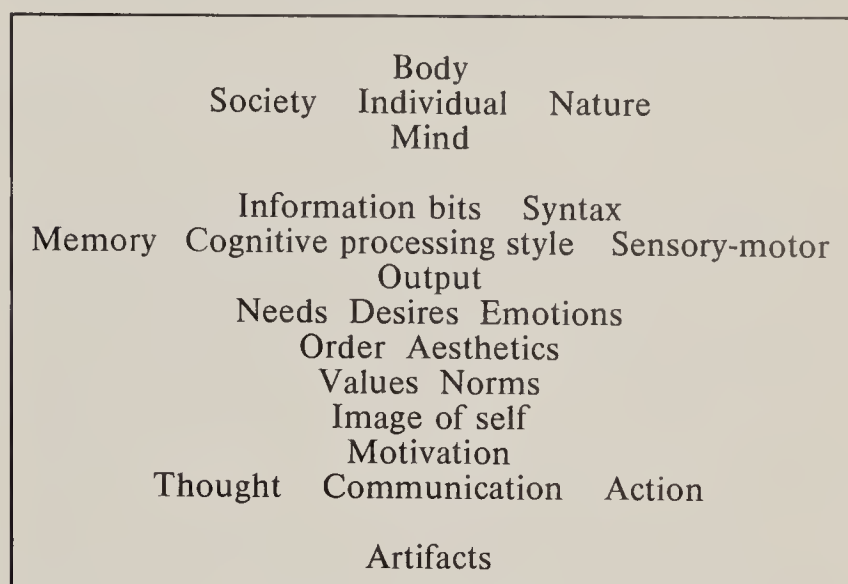 Body
Society Individual Nature
Mind
Information bits Syntax
Memory Cognitive processing style Sensory-motor
Output
Needs Desires Emotions
Order Aesthetics
Values Norms
Image of self
Motivation
Thought Communication Action
Artifacts